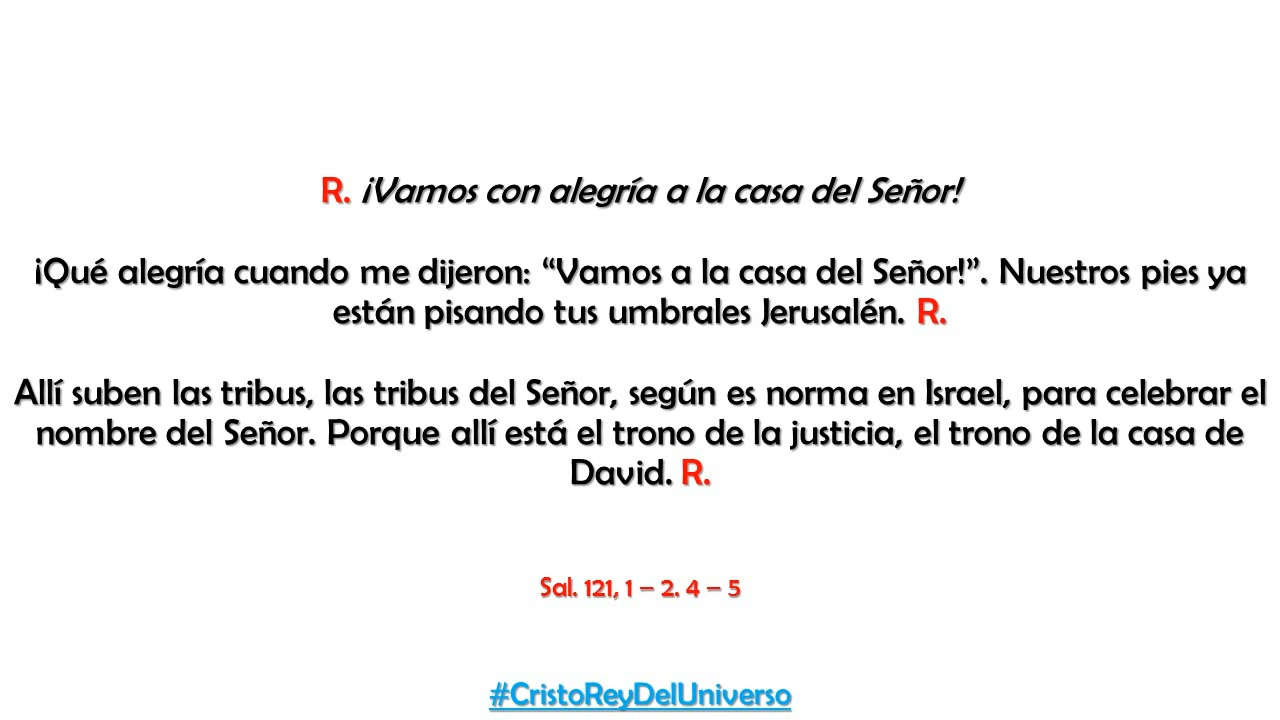 R. ¡Vamos con alegría a la casa del Señor!
¡Qué alegría cuando me dijeron: “Vamos a la casa del Señor!”. Nuestros pies ya
están pisando tus umbrales Jerusalén. R.
Allí suben las tribus, las tribus del Señor, según es norma en Israel, para celebrar el
nombre del Señor. Porque allí está el trono de la justicia, el trono de la casa de
David. R.
Sal. 121, 1 – 2. 4 – 5
#CristoReyDelUniverso